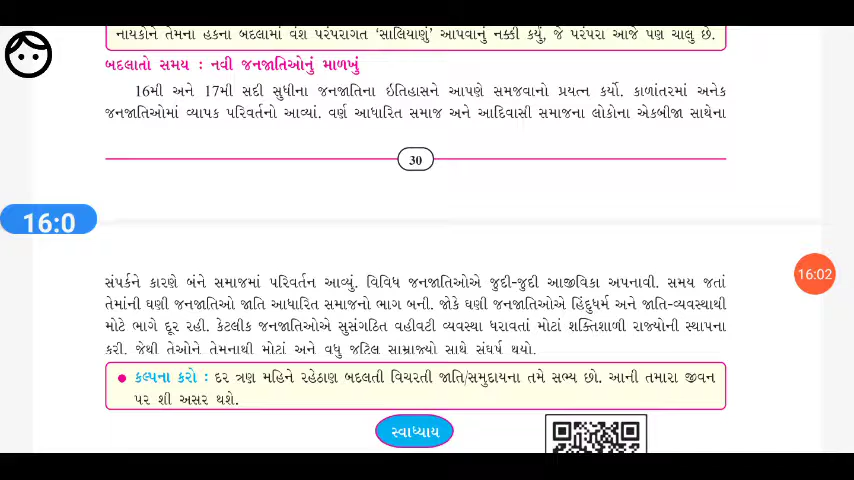 નાયકોને તેમના હકના બદલામાં વંશ પરંપરાગત ‘સાલિયાણું’ આપવાનું નક્કી કર્યું, જે પરંપરા આજે પણ ચાલુ છે.
બદલાતો સમય : નવી જનજાતિઓનું માળખું
16મી અને 17મી સદી સુધીના જનજાતિના ઇતિહાસને આપણે સમજવાનો પ્રયત્ન કર્યો. કાળાંતરમાં અનેક
જનજાતિઓમાં વ્યાપક પરિવર્તનો આવ્યાં. વર્ણ આધારિત સમાજ અને આદિવાસી સમાજના લોકોના એકબીજા સાથેના
30
16:0
સંપર્કને કારણે બંને સમાજમાં પરિવર્તન આવ્યું. વિવિધ જનજાતિઓએ જુદી-જુદી આજીવિકા અપનાવી. સમય જતાં
16:02
તેમાંની ઘણી જનજાતિઓ જાતિ આધારિત સમાજનો ભાગ બની. જોકે ઘણી જનજાતિઓએ હિંદુધર્મ અને જાતિ-વ્યવસ્થાથી
મોટે ભાગે દૂર રહી. કેટલીક જનજાતિઓએ સુસંગઠિત વહીવટી વ્યવસ્થા ધરાવતાં મોટાં શક્તિશાળી રાજ્યોની સ્થાપના
કરી. જેથી તેઓને તેમનાથી મોટાં અને વધુ જટિલ સામ્રાજ્યો સાથે સંઘર્ષ થયો.
• કલ્પના કરો : દર ત્રણ મહિને રહેઠાણ બદલતી વિચરતી જાતિ/સમુદાયના તમે સભ્ય છો. આની તમારા જીવન
પર શી અસર થશે.
સ્વાધ્યાય